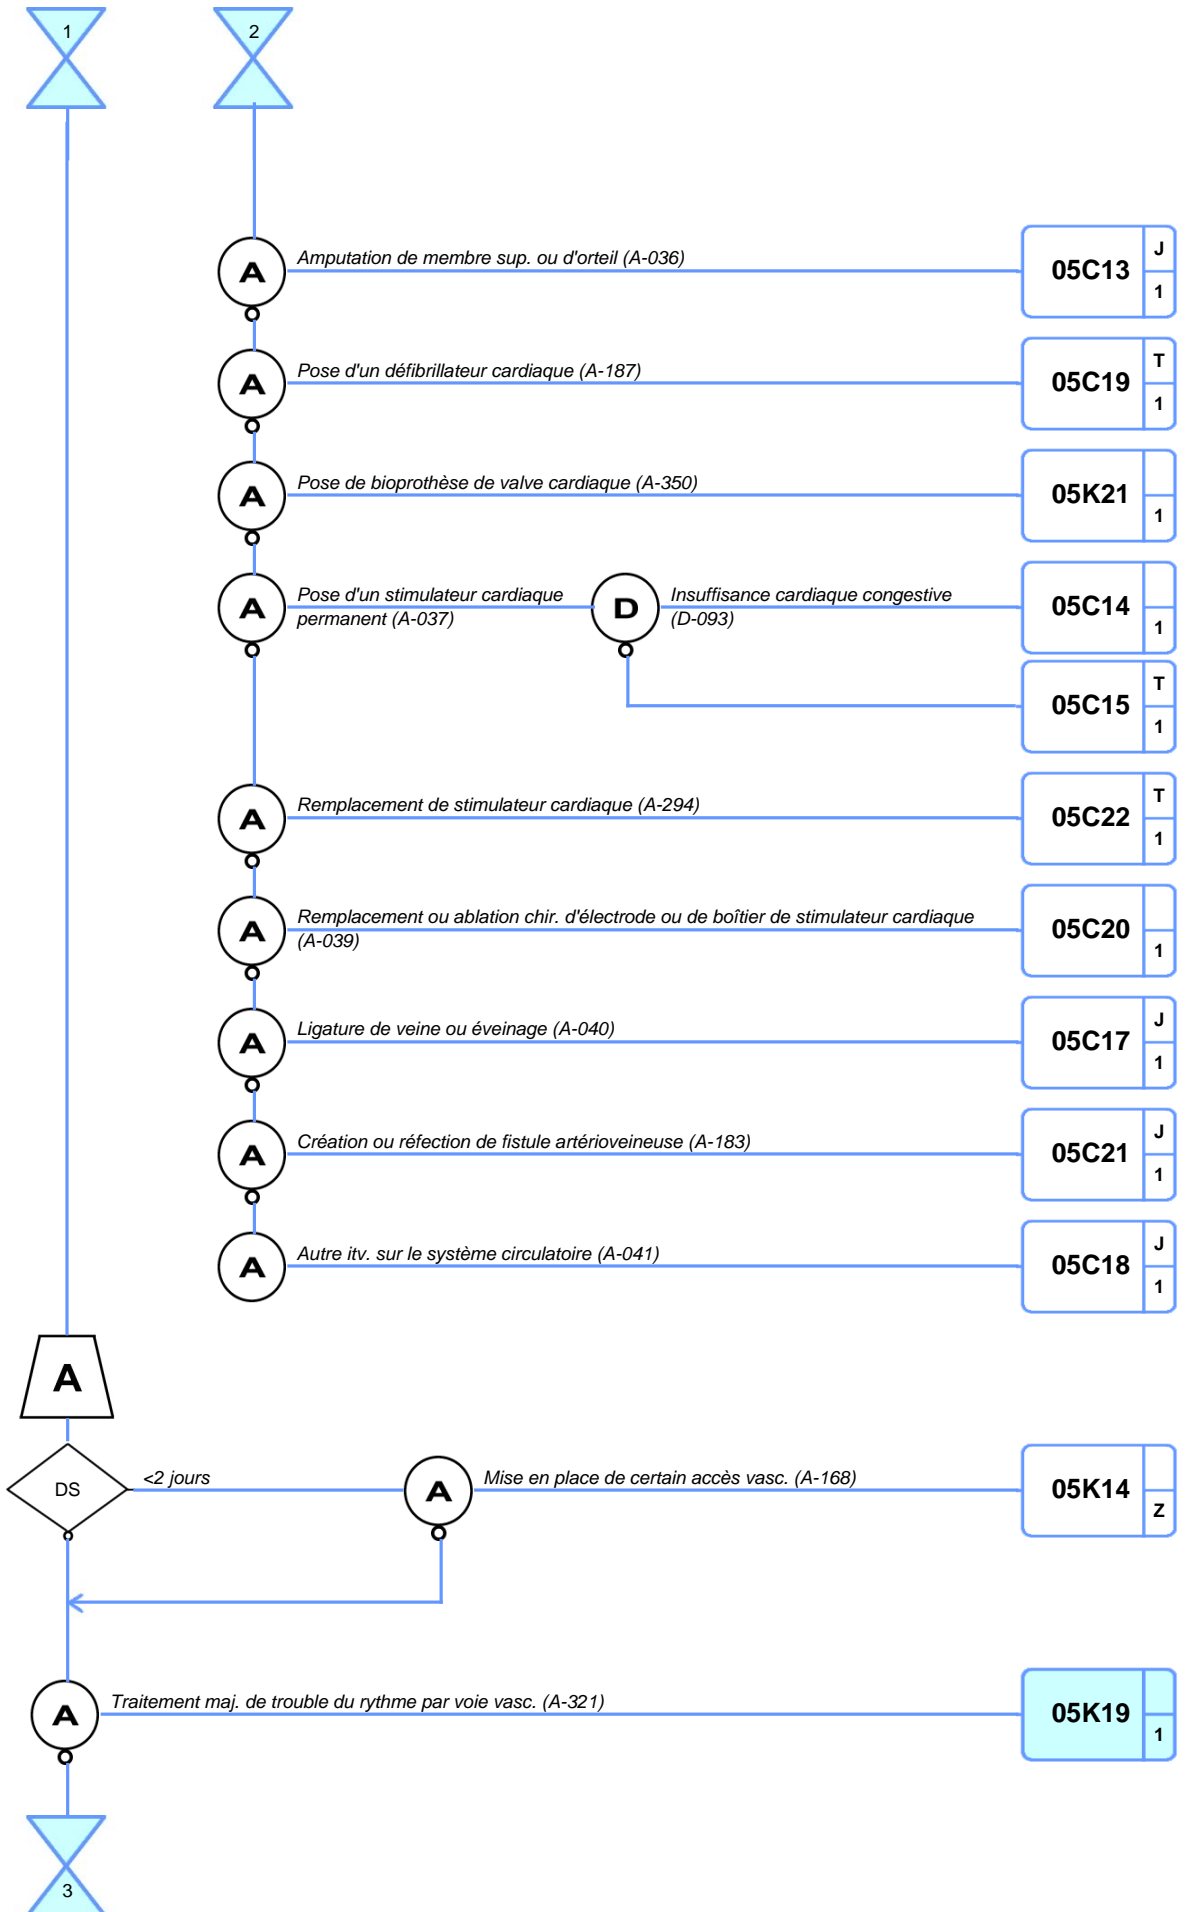 1
2
A
Amputation de membre sup. ou d'orteil (A-036)
05C13
J
1
A
Pose d'un défibrillateur cardiaque (A-187)
05C19
T
1
A
Pose de bioprothèse de valve cardiaque (A-350)
05K21
1
A
Pose d'un stimulateur cardiaque
permanent (A-037)
D
Insuffisance cardiaque congestive
(D-093)
05C14
1
05C15
T
1
A
Remplacement de stimulateur cardiaque (A-294)
05C22
T
1
A
Remplacement ou ablation chir. d'électrode ou de boîtier de stimulateur cardiaque
(A-039)
05C20
1
A
Ligature de veine ou éveinage (A-040)
05C17
J
1
A
Création ou réfection de fistule artérioveineuse (A-183)
05C21
J
1
A
Autre itv. sur le système circulatoire (A-041)
05C18
J
1
A
DS
<2 jours
A
Mise en place de certain accès vasc. (A-168)
05K14
Z
A
Traitement maj. de trouble du rythme par voie vasc. (A-321)
05K19
1
3